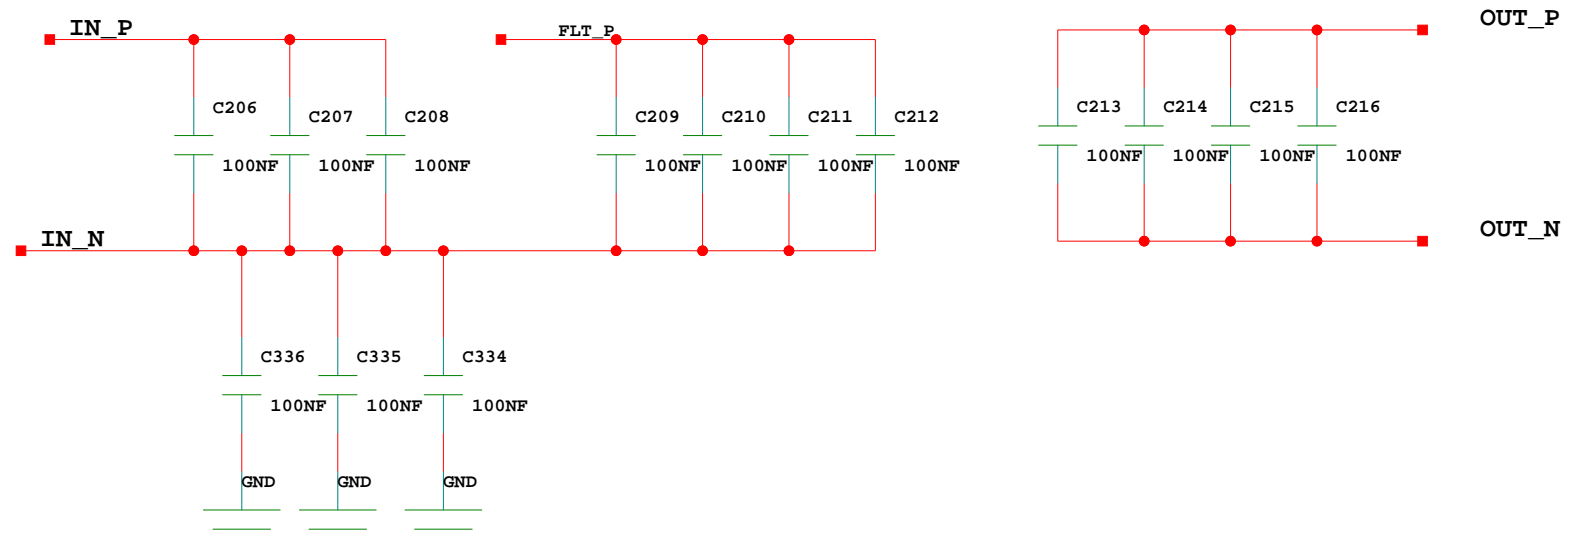 IN_P
FLT_P
OUT_P
C206
C207
C208
C209
C210
C211
C212
C213
C214
C215
C216
100NF
100NF
100NF
100NF
100NF
100NF
100NF
100NF
100NF
100NF
100NF
IN_N
OUT_N
C336
C335
C334
100NF
100NF
100NF
GND
GND
GND